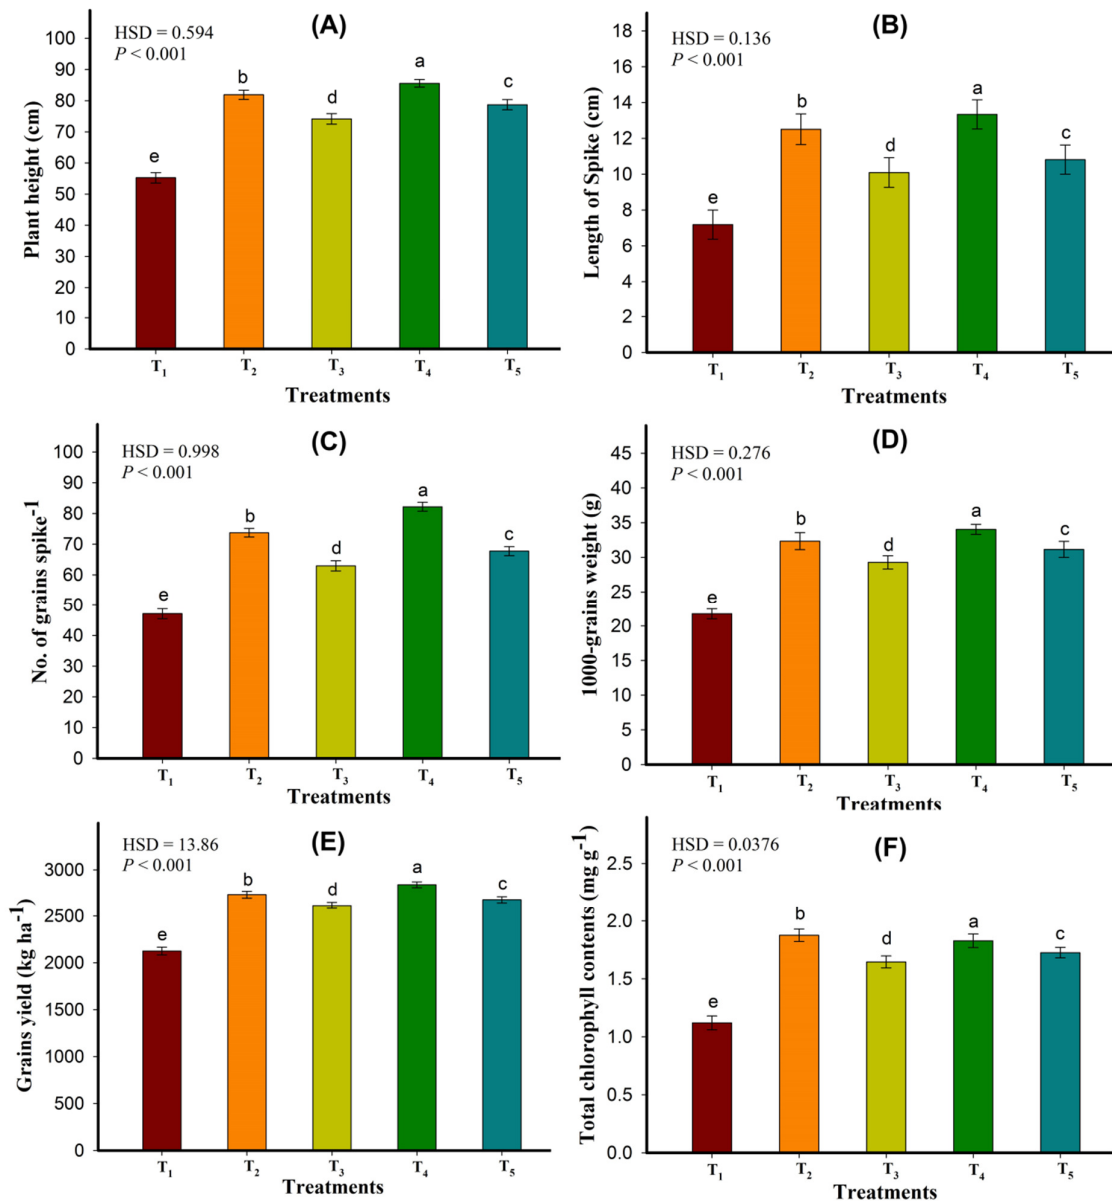 (A)
HSD = 0.594
P < 0.001
Plant height (cm)
100
90
80
70
60
50
40
30
20
10
0
e
b
d
a
c
T1
T2
T3
T4
T5
Treatments
(B)
HSD = 0.136
P < 0.001
Length of Spike (cm)
18
16
14
12
10
8
6
4
2
0
e
b
d
a
c
T1
T2
T3
T4
T5
Treatments
(C)
HSD = 0.998
P < 0.001
No. of grains spike-1
100
90
80
70
60
50
40
30
20
10
0
e
b
d
a
c
T1
T2
T3
T4
T5
Treatments
(D)
HSD = 0.276
P < 0.001
1000-grains weight (g)
45
40
35
30
25
20
15
10
5
0
e
b
d
a
c
T1
T2
T3
T4
T5
Treatments
(E)
HSD = 13.86
P < 0.001
Grains yield (kg ha-1)
3000
2500
2000
1500
1000
500
0
e
b
d
a
c
T1
T2
T3
T4
T5
Treatments
(F)
HSD = 0.0376
P < 0.001
Total chlorophyll contents (mg g-1)
2.5
2.0
1.5
1.0
0.5
0.0
e
b
d
a
c
T1
T2
T3
T4
T5
Treatments